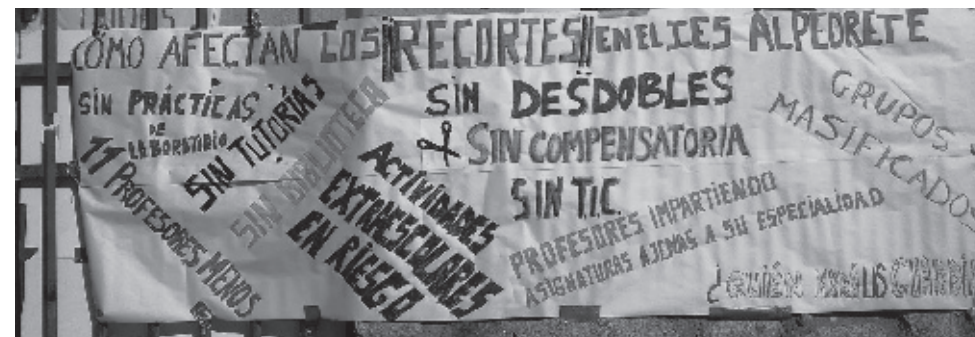 CÓMO AFECTAN LOS ¡¡RECORTES!! EN EL IES ALPEDRETE
SIN PRÁCTICAS
DE
LABORATORIO
SIN TUTORÍAS
SIN BIBLIOTECA
11 PROFESORES MENOS
ACTIVIDADES
EXTRAESCOLARES
EN RIESGO
SIN DESDOBLES
SIN COMPENSATORIA
SIN T.I.C.
PROFESORES IMPARTIENDO
ASIGNATURAS AJENAS A SU ESPECIALIDAD
GRUPOS
MASIFICADOS
¿quién